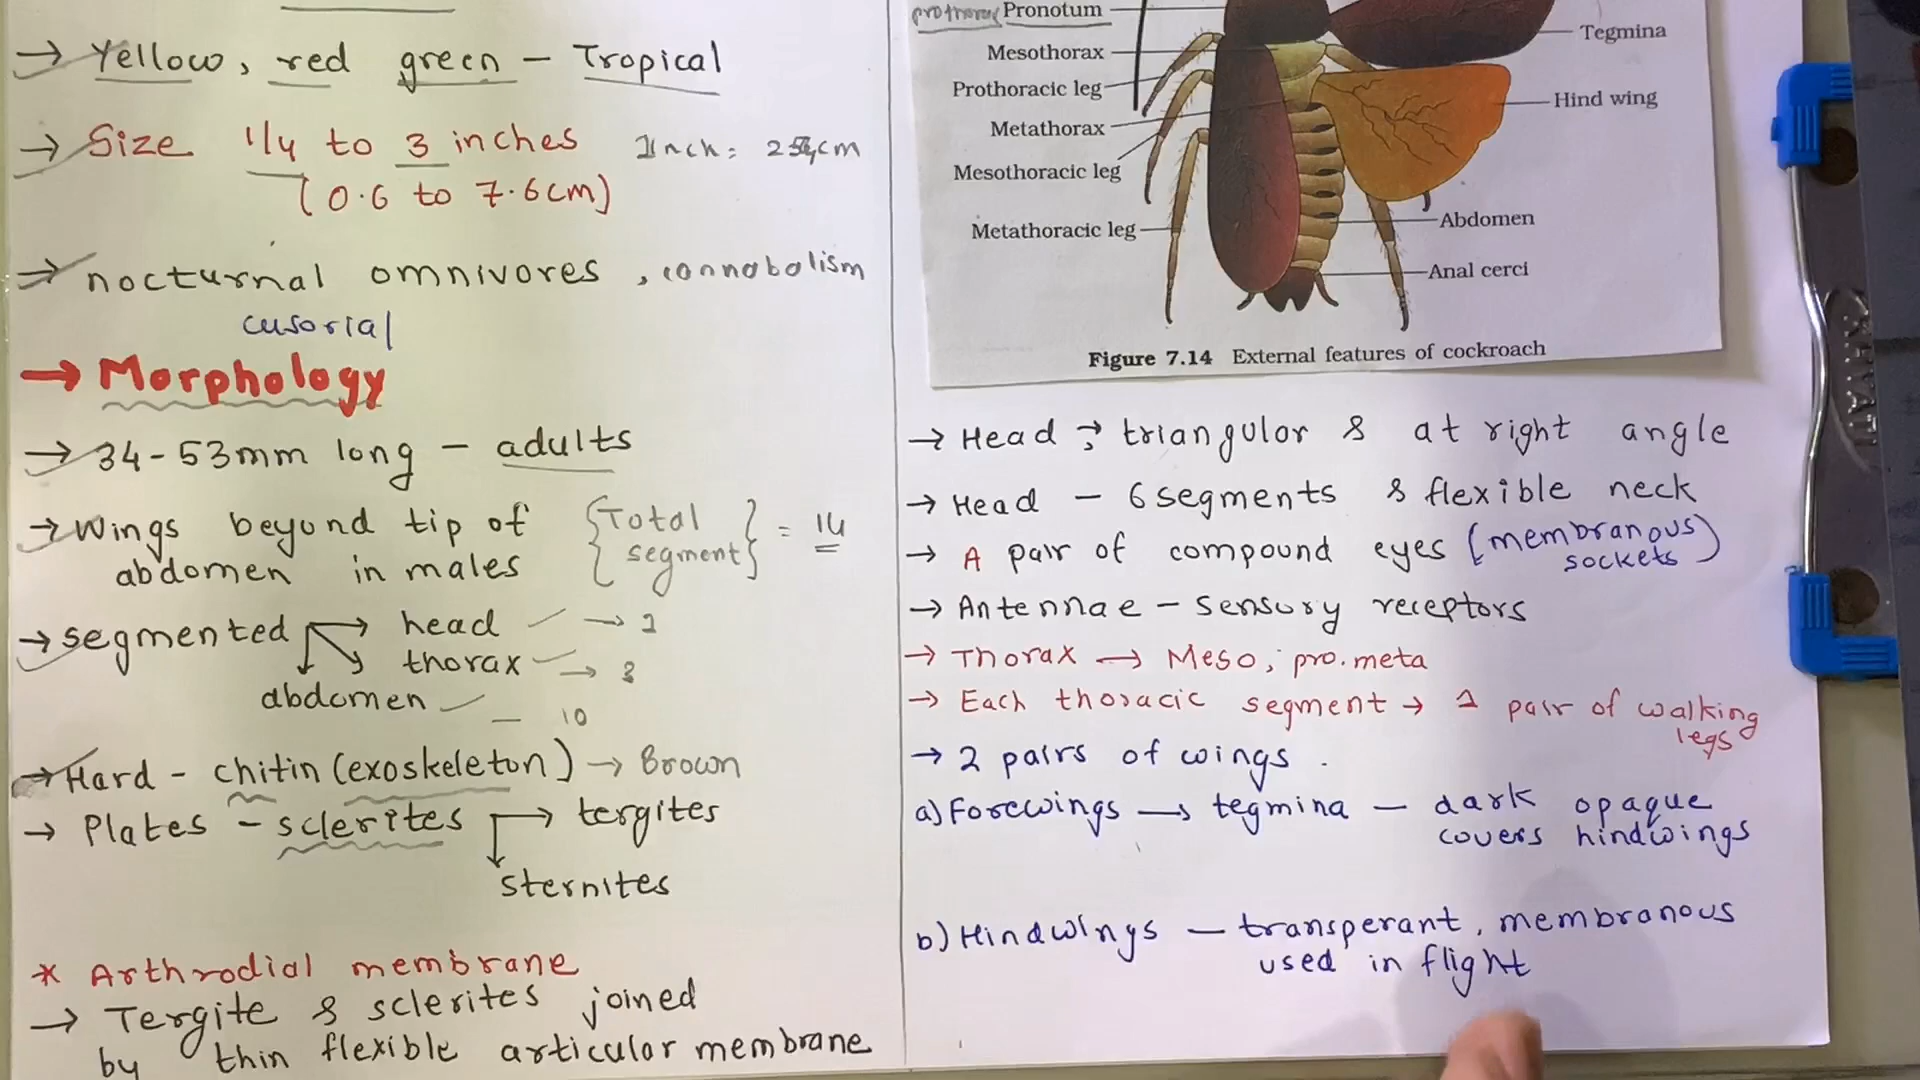 → Yellow, red green - Tropical
→ Size 1/4 to 3 inches 1Inch = 2.54cm
(0.6 to 7.6cm)
→ nocturnal omnivores, connobolism
cusorial
→ Morphology
→ 34-53mm long - adults
→ Wings beyond tip of
abdomen in males
{Total segment} = 14
→ segmented → head → 1
thorax → 3
abdomen - 10
→ Hard - chitin (exoskeleton) → Brown
→ Plates - sclerites → tergites
sternites
* Arthrodial membrane
→ Tergite & sclerites joined
by thin flexible articular membrane
prothorax Pronotum
Mesothorax
Prothoracic leg
Metathorax
Mesothoracic leg
Metathoracic leg
Tegmina
Hind wing
Abdomen
Anal cerci
Figure 7.14 External features of cockroach
→ Head → triangular & at right angle
→ Head - 6 segments & flexible neck
→ A pair of compound eyes (membranous
sockets)
→ Antennae - sensory receptors
→ Thorax → Meso, pro.meta
→ Each thoracic segment → 1 pair of walking
legs
→ 2 pairs of wings.
a) Forewings → tegmina - dark opaque
covers hindwings
b) Hindwings - transperant, membranous
used in flight